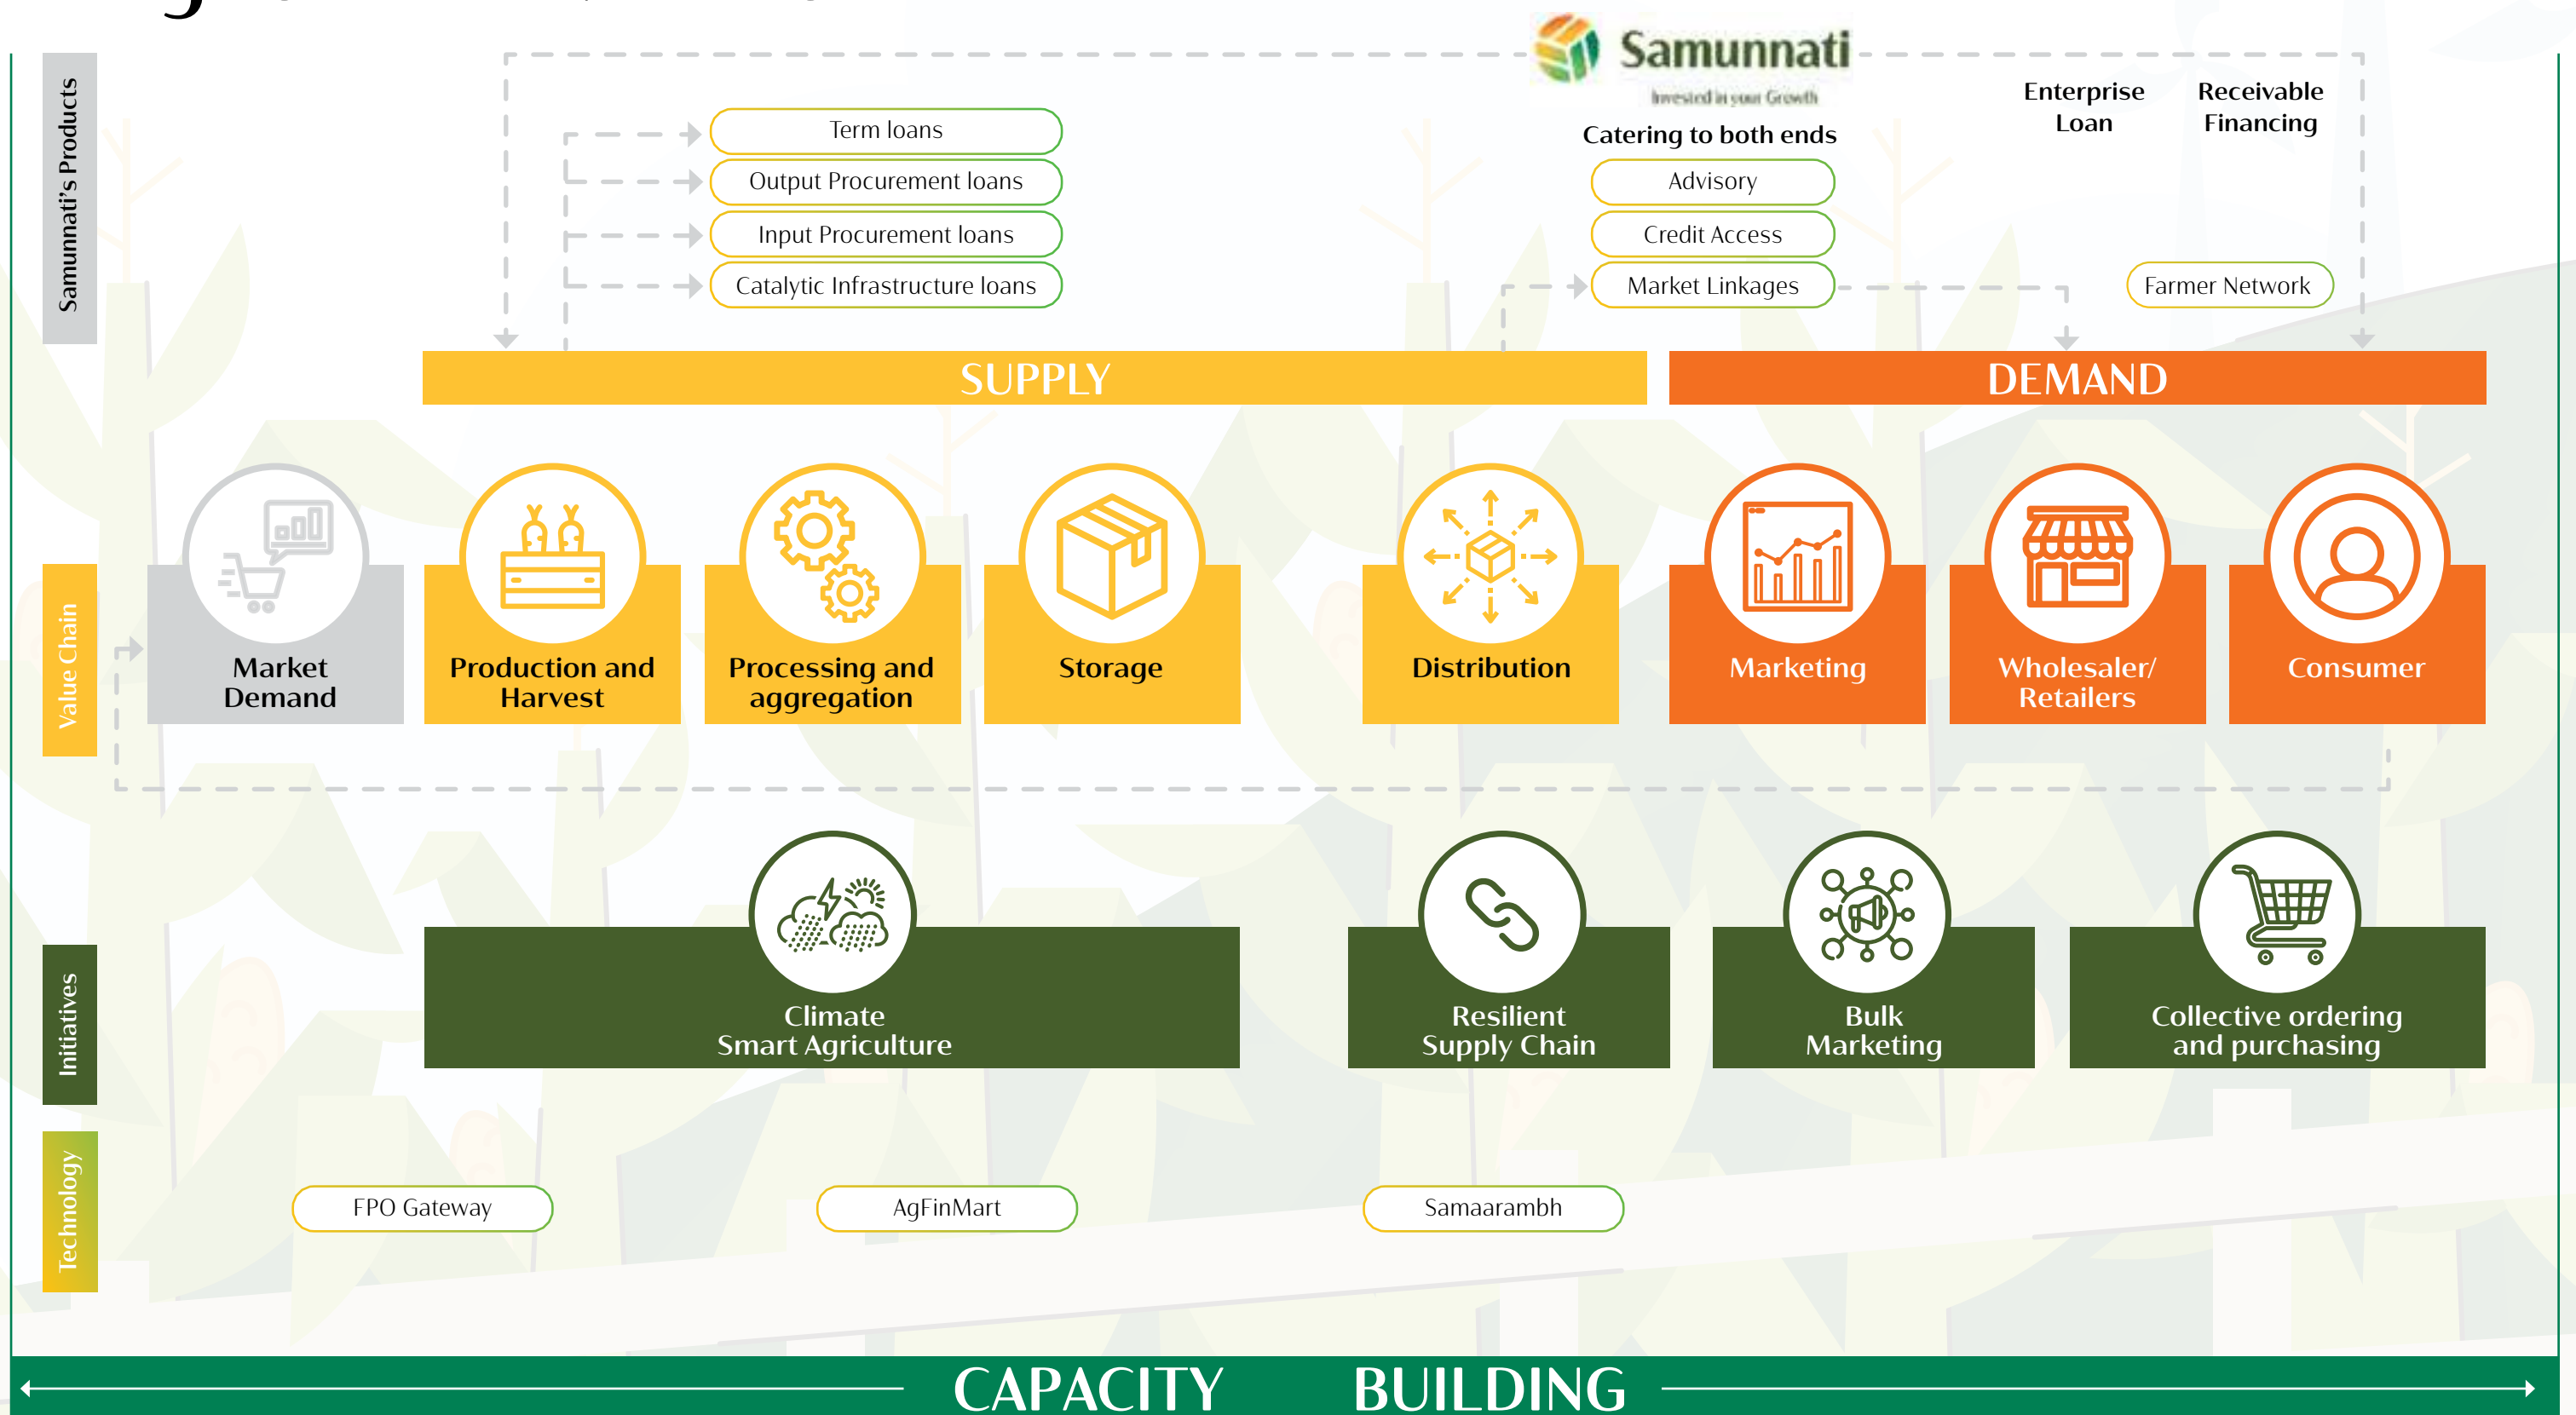 Samunnati
Invested in your Growth
Samunnati's Products
Term loans
Output Procurement loans
Input Procurement loans
Catalytic Infrastructure loans
Catering to both ends
Advisory
Credit Access
Market Linkages
Enterprise
Loan
Receivable
Financing
Farmer Network
SUPPLY
DEMAND
Value Chain
Market
Demand
Production and
Harvest
Processing and
aggregation
Storage
Distribution
Marketing
Wholesaler/
Retailers
Consumer
Initiatives
Climate
Smart Agriculture
Resilient
Supply Chain
Bulk
Marketing
Collective ordering
and purchasing
Technology
FPO Gateway
AgFinMart
Samaarambh
CAPACITY BUILDING